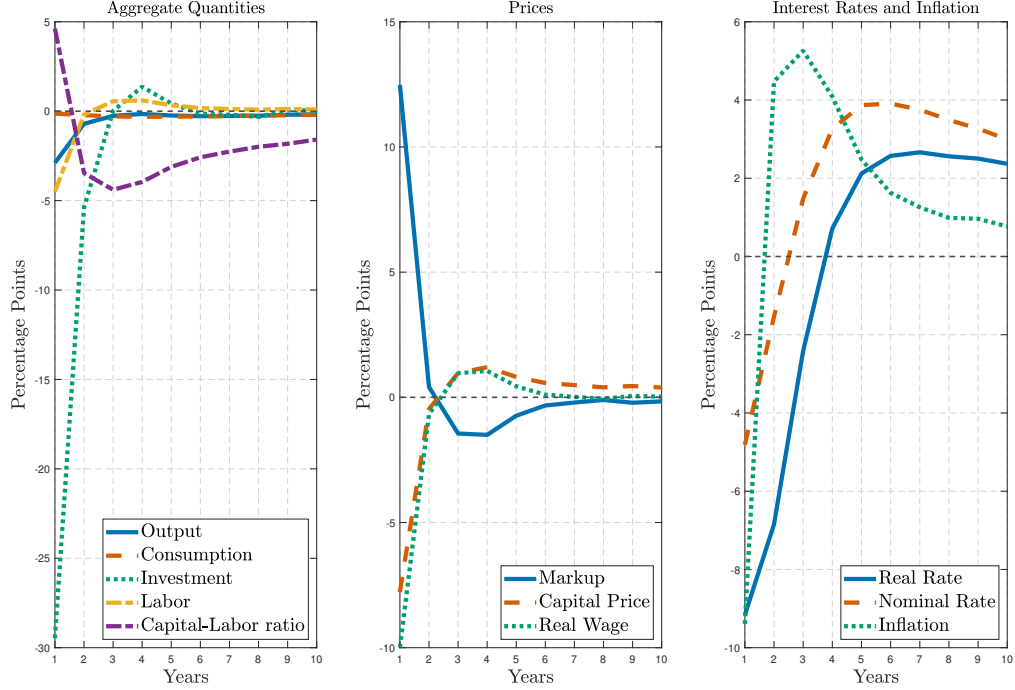 Aggregate Quantities
5
0
-5
-10
-15
-20
-25
-30
Percentage Points
1 2 3 4 5 6 7 8 9 10
Years
Output
Consumption
Investment
Labor
Capital-Labor ratio
Prices
15
10
5
0
-5
-10
Percentage Points
1 2 3 4 5 6 7 8 9 10
Years
Markup
Capital Price
Real Wage
Interest Rates and Inflation
6
4
2
0
-2
-4
-6
-8
-10
Percentage Points
1 2 3 4 5 6 7 8 9 10
Years
Real Rate
Nominal Rate
Inflation